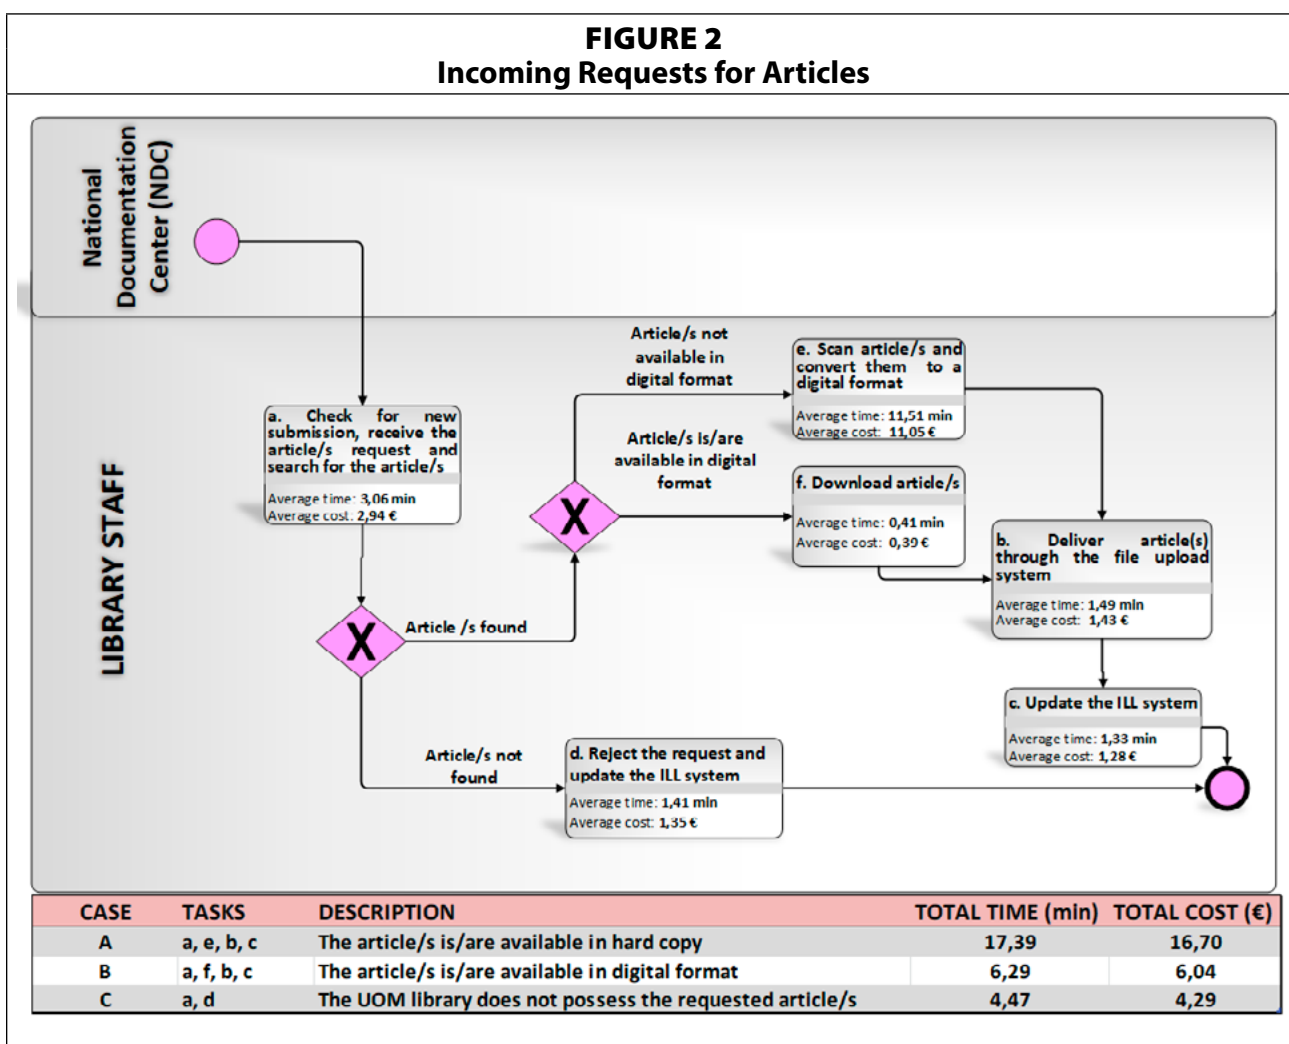 FIGURE 2
Incoming Requests for Articles
National
Documentation
Center (NDC)
LIBRARY STAFF
a. Check for new
submission, receive the
article/s request and
search for the article/s
Average time: 3,06 min
Average cost: 2,94 €
X
Article /s found
Article/s not
found
X
Article/s not
available in
digital format
Article/s is/are
available in digital
format
e. Scan article/s and
convert them to a
digital format
Average time: 11,51 min
Average cost: 11,05 €
f. Download article/s
Average time: 0,41 min
Average cost: 0,39 €
b. Deliver article(s)
through the file upload
system
Average time: 1,49 min
Average cost: 1,43 €
c. Update the ILL system
Average time: 1,33 min
Average cost: 1,28 €
d. Reject the request and
update the ILL system
Average time: 1,41 min
Average cost: 1,35 €
CASE TASKS DESCRIPTION TOTAL TIME (min) TOTAL COST (€)
A a, e, b, c The article/s is/are available in hard copy 17,39 16,70
B a, f, b, c The article/s is/are available in digital format 6,29 6,04
C a, d The UOM library does not possess the requested article/s 4,47 4,29